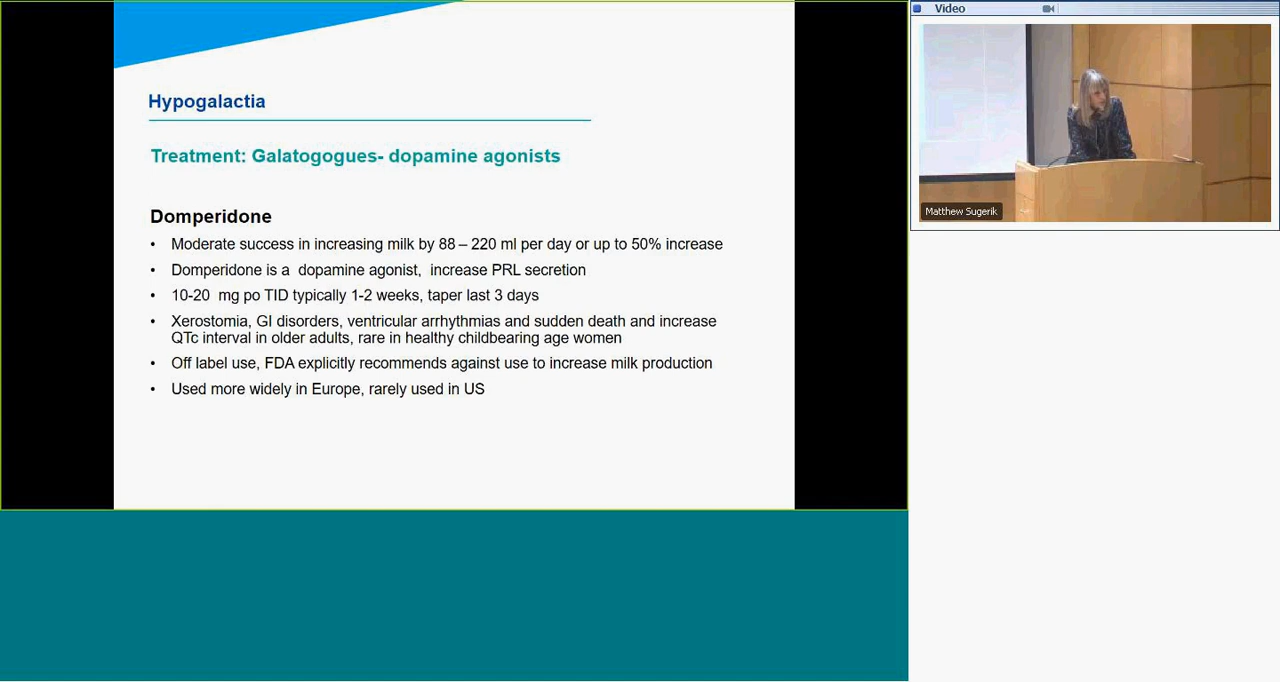 Hypogalactia
Treatment: Galatogogues- dopamine agonists
Domperidone
• Moderate success in increasing milk by 88 – 220 ml per day or up to 50% increase
• Domperidone is a dopamine agonist, increase PRL secretion
• 10-20 mg po TID typically 1-2 weeks, taper last 3 days
• Xerostomia, GI disorders, ventricular arrhythmias and sudden death and increase
QTc interval in older adults, rare in healthy childbearing age women
• Off label use, FDA explicitly recommends against use to increase milk production
• Used more widely in Europe, rarely used in US
Video
Matthew Sugerik